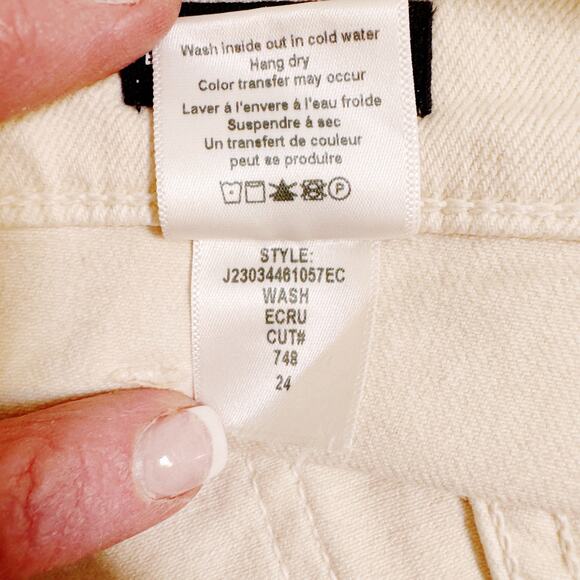 Wash inside out in cold water
Hang dry
Color transfer may occur
Laver á l'envers á l'eau froide
Suspendre á sec
Un transfert de couleur
peut se produire
P
STYLE:
J23034461057EC
WASH
ECRU
CUT#
748
24